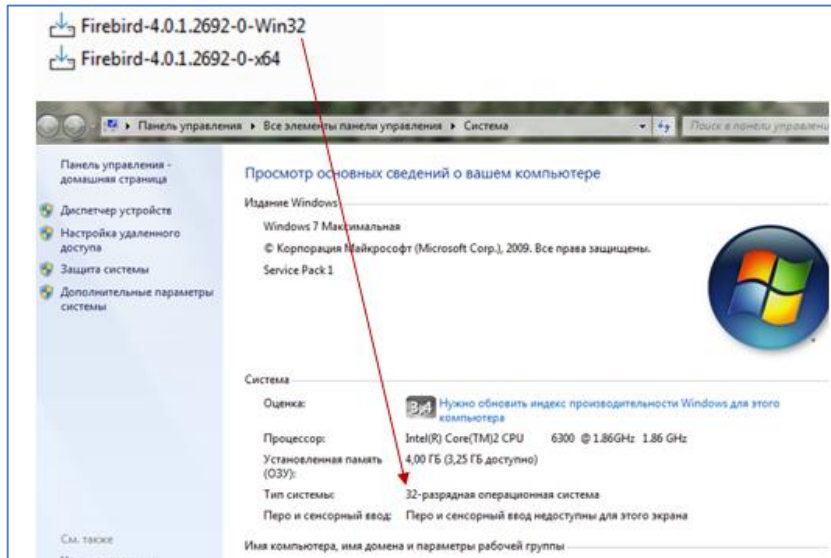 Firebird-4.0.1.2692-0-Win32
Firebird-4.0.1.2692-0-x64
Панель управления ▸ Все элементы панели управления ▸ Система
Поиск в панели управления
Панель управления -
домашняя страница
Диспетчер устройств
Настройка удаленного
доступа
Защита системы
Дополнительные параметры
системы
Просмотр основных сведений о вашем компьютере
Издание Windows
Windows 7 Максимальная
© Корпорация Майкрософт (Microsoft Corp.), 2009. Все права защищены.
Service Pack 1
Система
Оценка: 3,4 Нужно обновить индекс производительности Windows для этого
компьютера
Процессор: Intel(R) Core(TM)2 CPU 6300 @ 1.86GHz 1.86 GHz
Установленная память 4,00 ГБ (3,25 ГБ доступно)
(ОЗУ):
Тип системы: 32-разрядная операционная система
Перо и сенсорный ввод: Перо и сенсорный ввод недоступны для этого экрана
См. также
Имя компьютера, имя домена и параметры рабочей группы